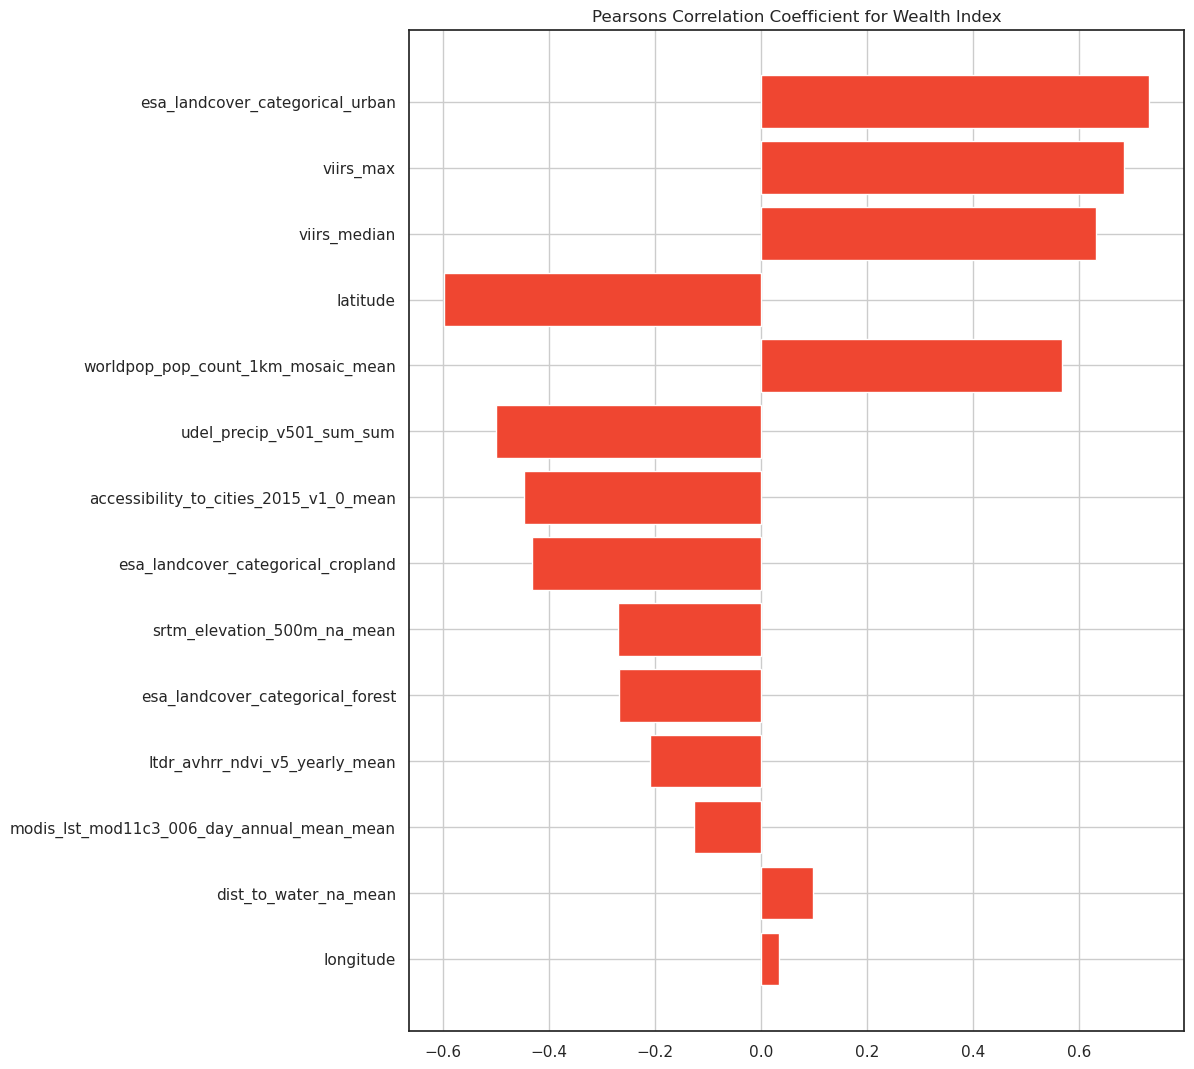 Pearsons Correlation Coefficient for Wealth Index
esa_landcover_categorical_urban
viirs_max
viirs_median
latitude
worldpop_pop_count_1km_mosaic_mean
udel_precip_v501_sum_sum
accessibility_to_cities_2015_v1_0_mean
esa_landcover_categorical_cropland
srtm_elevation_500m_na_mean
esa_landcover_categorical_forest
ltdr_avhrr_ndvi_v5_yearly_mean
modis_lst_mod11c3_006_day_annual_mean_mean
dist_to_water_na_mean
longitude
−0.6 −0.4 −0.2 0.0 0.2 0.4 0.6